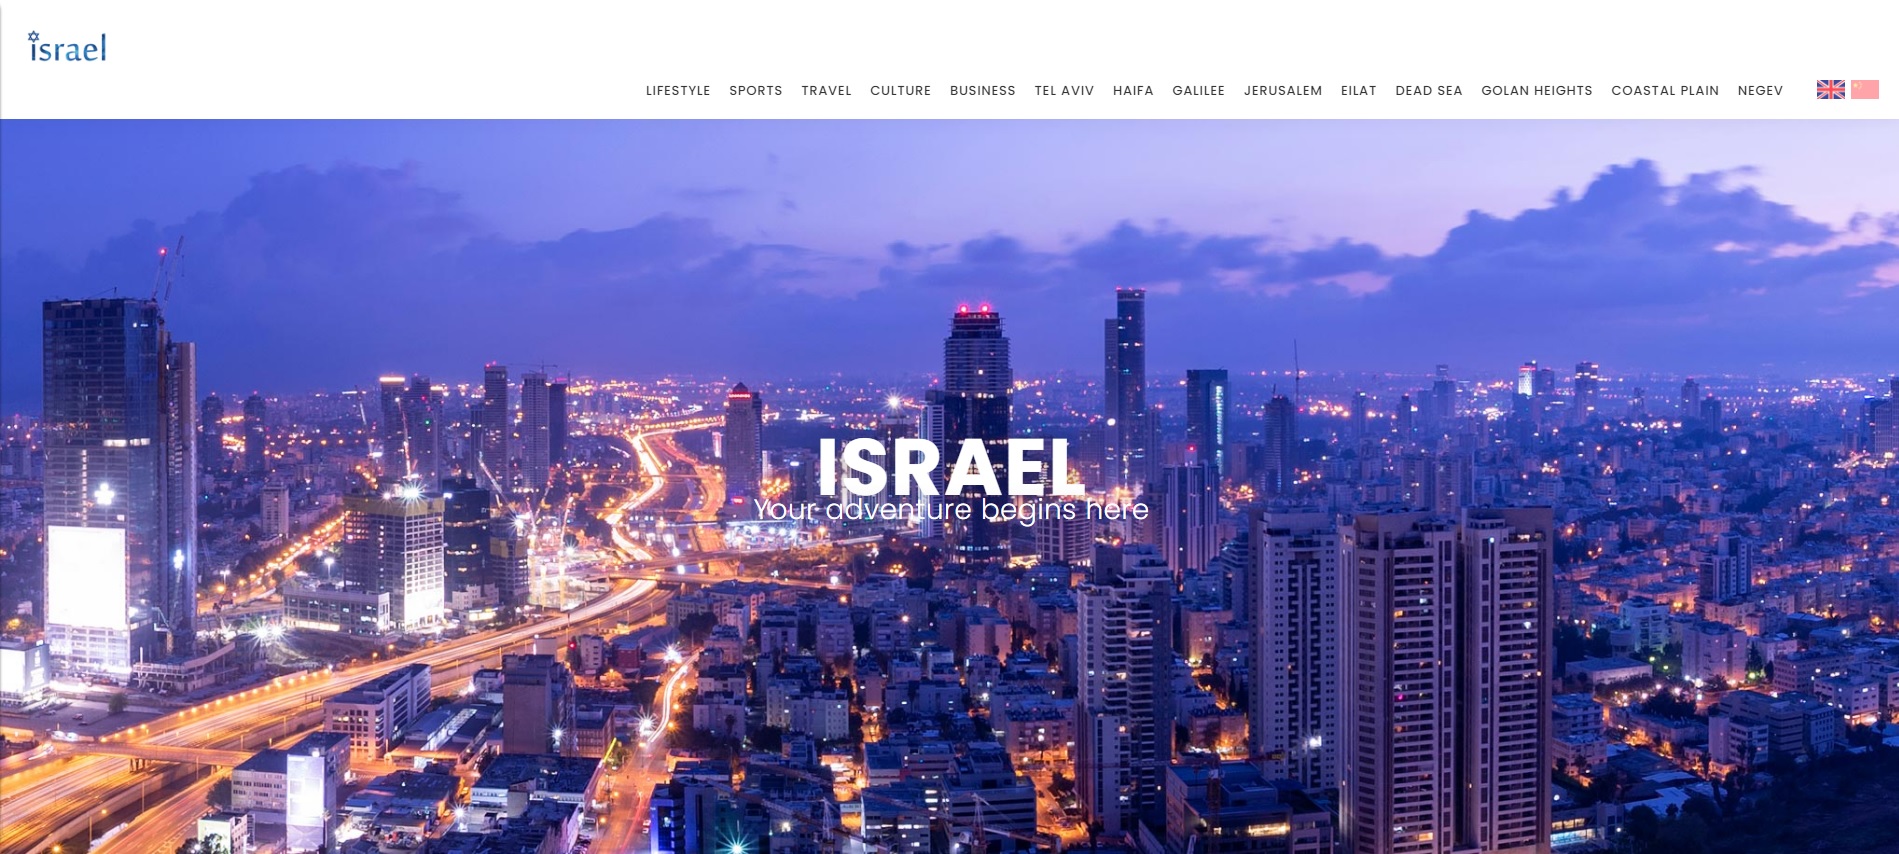 israel
LIFESTYLE SPORTS TRAVEL CULTURE BUSINESS TEL AVIV HAIFA GALILEE JERUSALEM EILAT DEAD SEA GOLAN HEIGHTS COASTAL PLAIN NEGEV
ISRAEL
Your adventure begins here